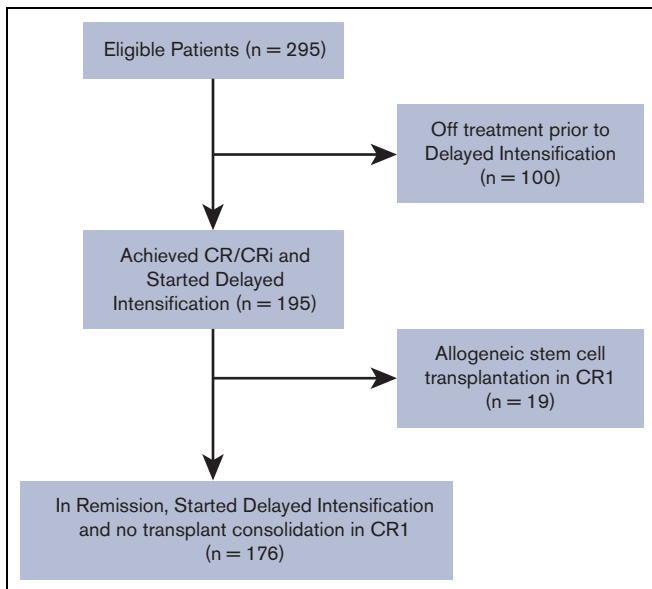 Eligible Patients (n = 295)
Off treatment prior to
Delayed Intensification
(n = 100)
Achieved CR/CRi and
Started Delayed
Intensification (n = 195)
Allogeneic stem cell
transplantation in CR1
(n = 19)
In Remission, Started Delayed Intensification
and no transplant consolidation in CR1
(n = 176)